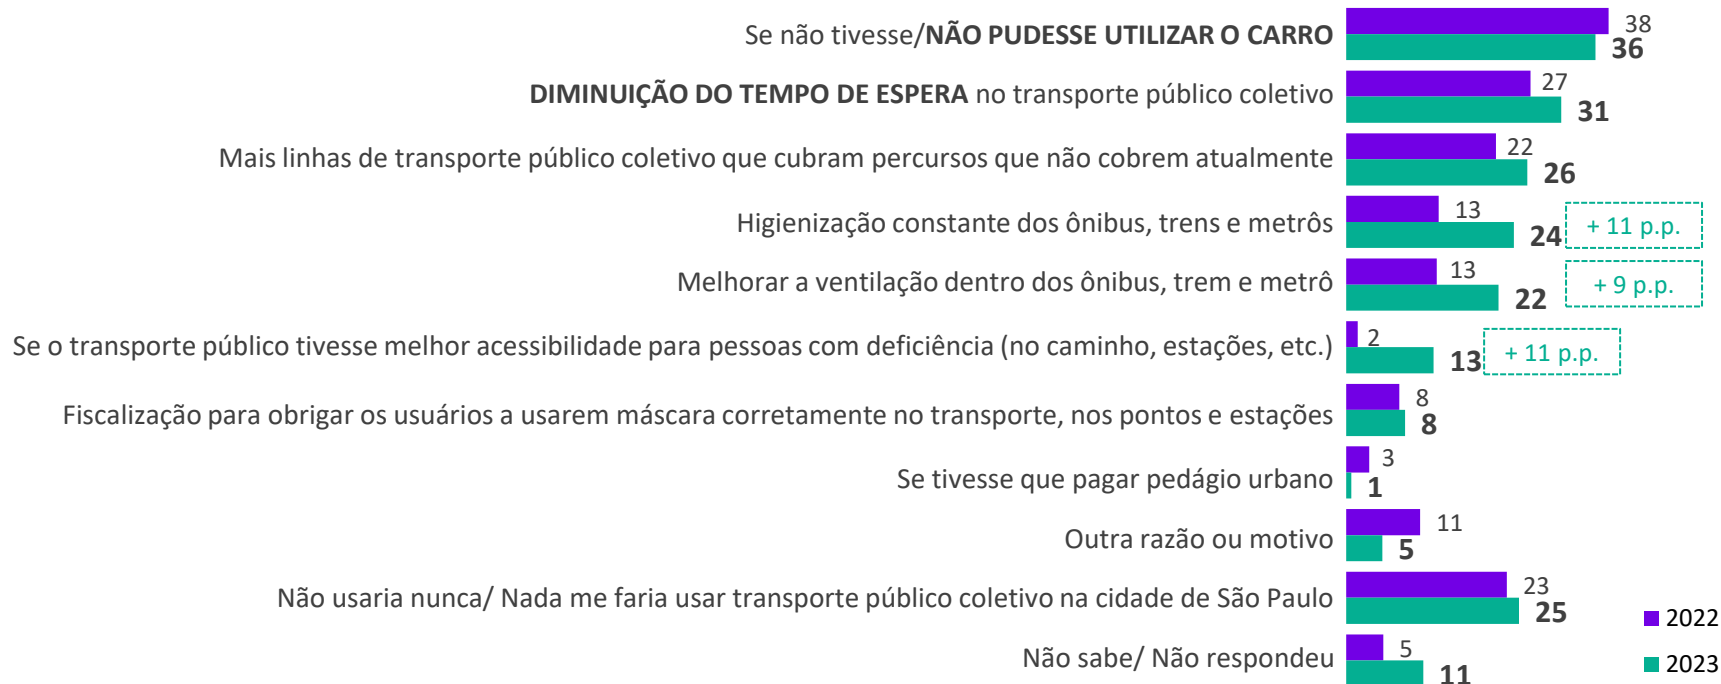 Se não tivesse/NÃO PUDESSE UTILIZAR O CARRO
38
36
DIMINUIÇÃO DO TEMPO DE ESPERA no transporte público coletivo
27
31
Mais linhas de transporte público coletivo que cubram percursos que não cobrem atualmente
22
26
Higienização constante dos ônibus, trens e metrôs
13
24
+ 11 p.p.
Melhorar a ventilação dentro dos ônibus, trem e metrô
13
22
+ 9 p.p.
Se o transporte público tivesse melhor acessibilidade para pessoas com deficiência (no caminho, estações, etc.)
2
13
+ 11 p.p.
Fiscalização para obrigar os usuários a usarem máscara corretamente no transporte, nos pontos e estações
8
8
Se tivesse que pagar pedágio urbano
3
1
Outra razão ou motivo
11
5
Não usaria nunca/ Nada me faria usar transporte público coletivo na cidade de São Paulo
23
25
Não sabe/ Não respondeu
5
11
2022
2023